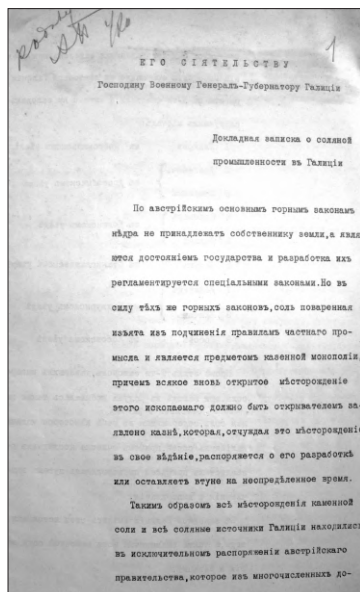 1
ЕГО СІЯТЕЛЬСТВУ
Господину Военному Генералъ-Губернатору Галиціи
Докладная записка о соляной
промышленности въ Галиціи
По австрійскимъ основнымъ горнымъ законамъ
нѣдра не принадлежатъ собственнику земли,а явля
ются достояніемъ государства и разработка ихъ
регламентируется спеціальными законами.Но въ
силу тѣхъ же горныхъ законовъ,соль поваренная
изъята изъ подчиненія правиламъ частнаго про-
мысла и является предметомъ казенной монополіи,
причемъ всякое вновь открытое мѣсторожденіе
этого ископаемаго должно быть открывателемъ за-
явлено казнѣ,которая,отчуждая это мѣсторожденіе
въ свое вѣдѣніе,распоряжется о его разработкѣ
или оставляетъ втуне на неопредѣленное время.
Такимъ образомъ всѣ мѣсторожденія каменной
соли и всѣ соляные источники Галиціи находились
въ исключительномъ распоряженіи австрійскаго
правительства,которое изъ многочисленныхъ до-